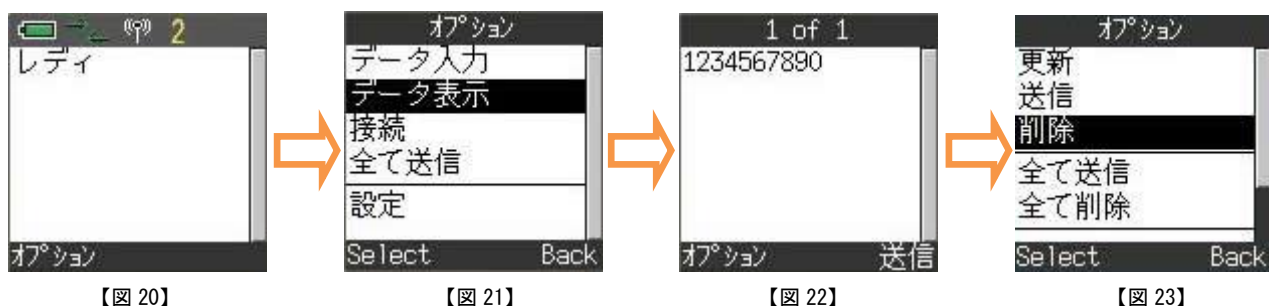 2
レディ
オプション
【図 20】
オプション
データ入力
データ表示
接続
全て送信
設定
Select Back
【図 21】
1 of 1
1234567890
オプション 送信
【図 22】
オプション
更新
送信
削除
全て送信
全て削除
Select Back
【図 23】